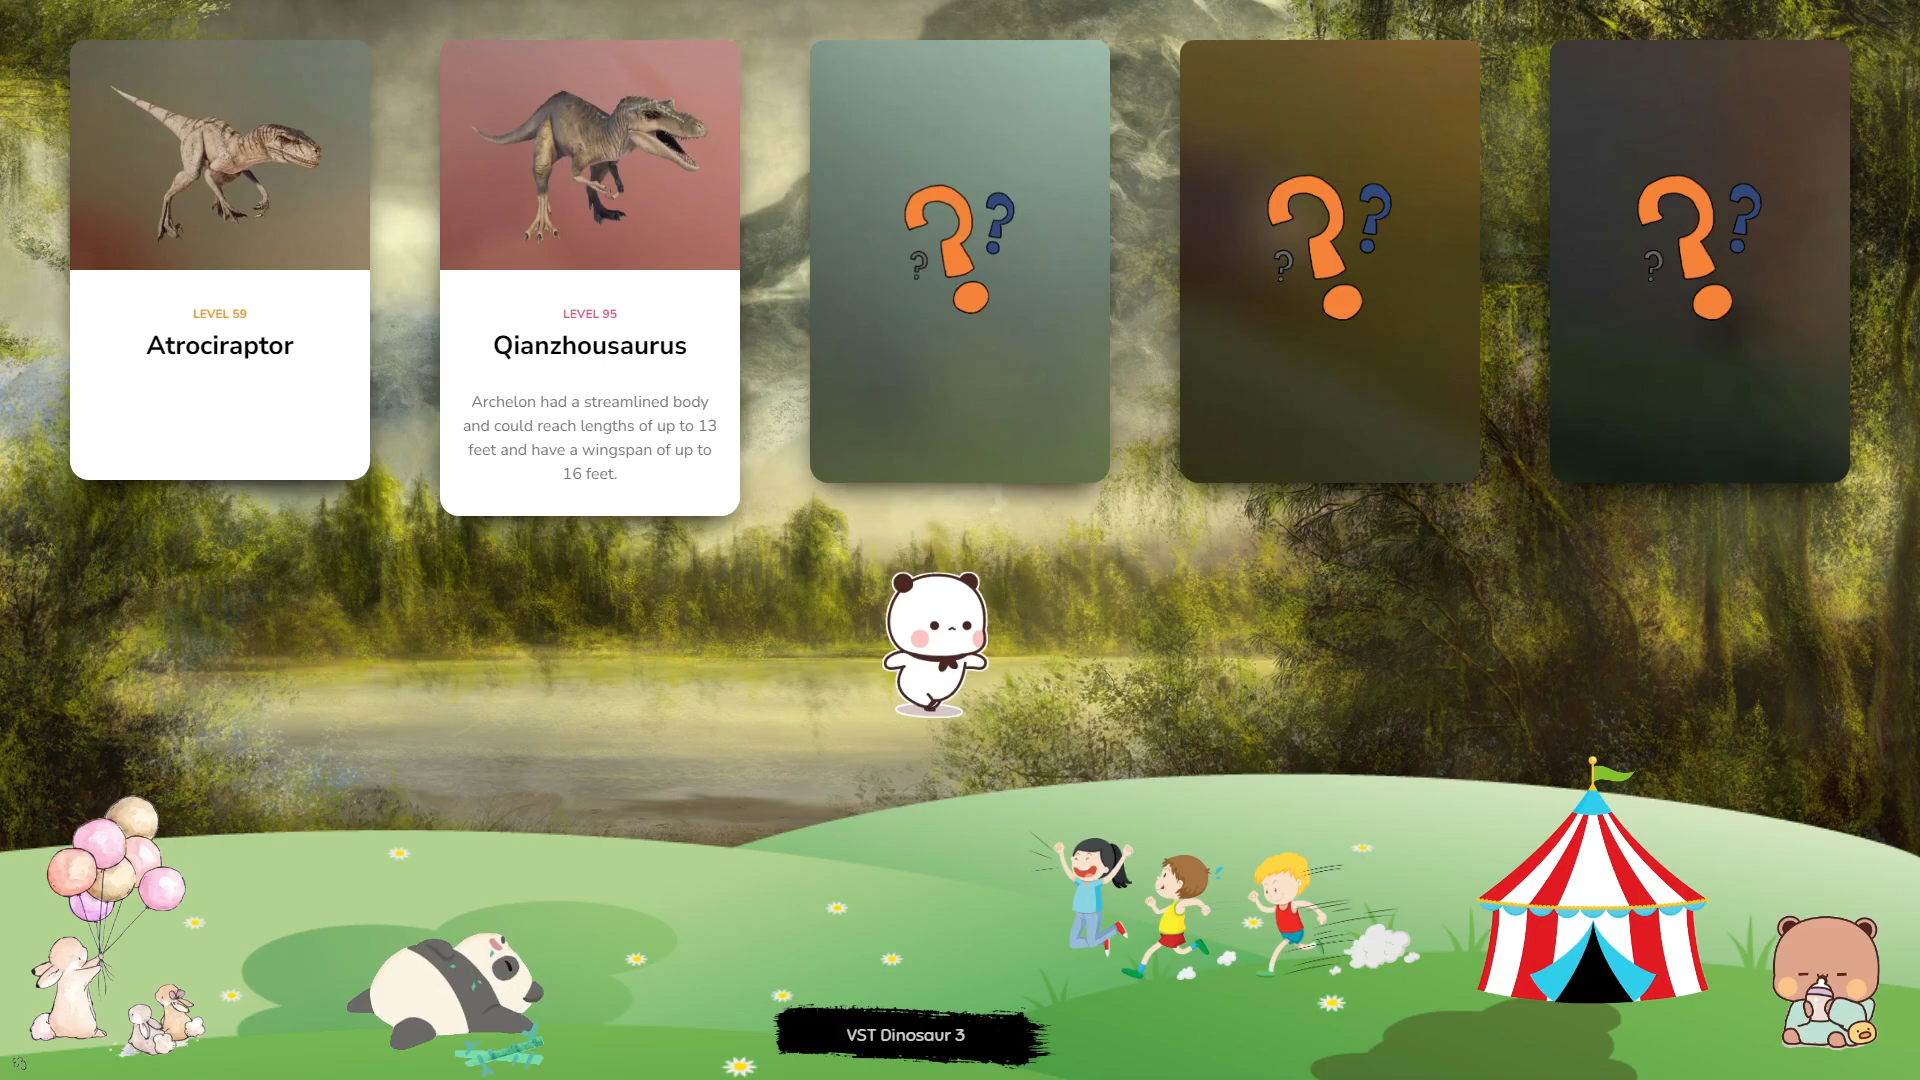 LEVEL 59
Atrociraptor
LEVEL 95
Qianzhousaurus
Archelon had a streamlined body
and could reach lengths of up to 13
feet and have a wingspan of up to
16 feet.
? ? ?
? ? ?
? ? ?
VST Dinosaur 3